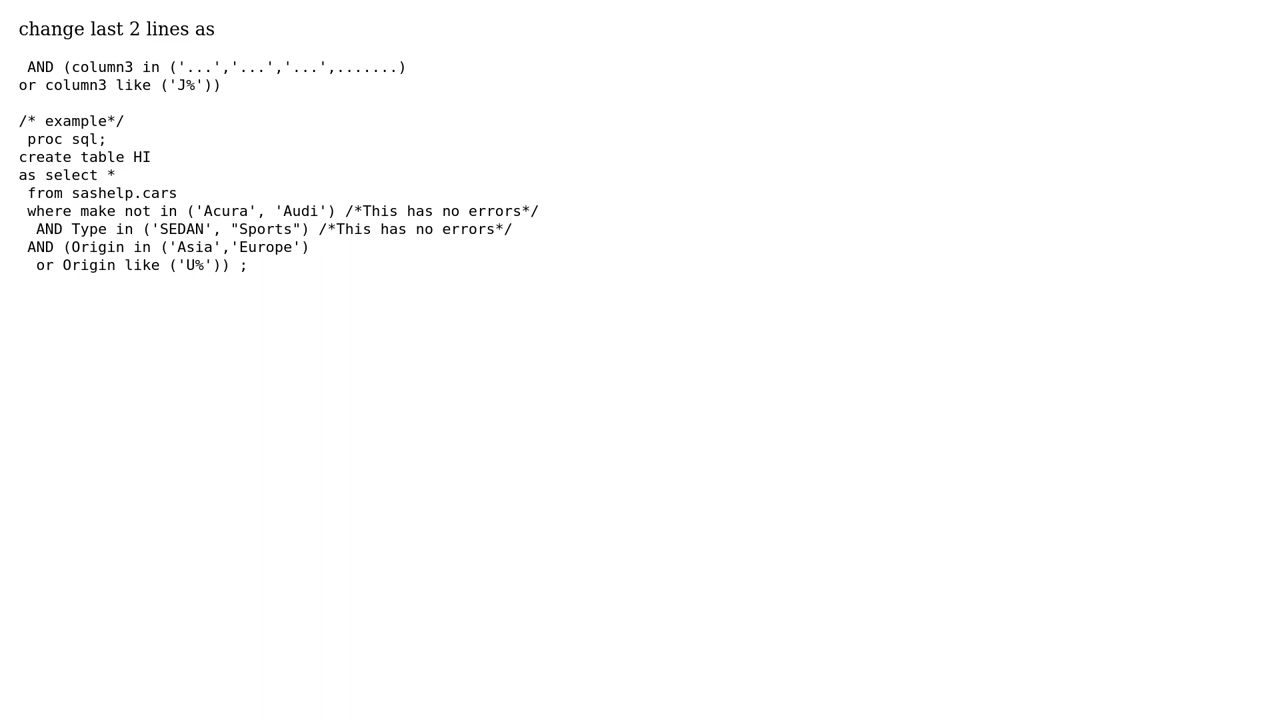 change last 2 lines as
AND (column3 in ('...','...','...',.......)
or column3 like ('J%'))
/* example*/
proc sql;
create table HI
as select *
from sashelp.cars
where make not in ('Acura', 'Audi') /*This has no errors*/
AND Type in ('SEDAN', "Sports") /*This has no errors*/
AND (Origin in ('Asia','Europe')
or Origin like ('U%')) ;